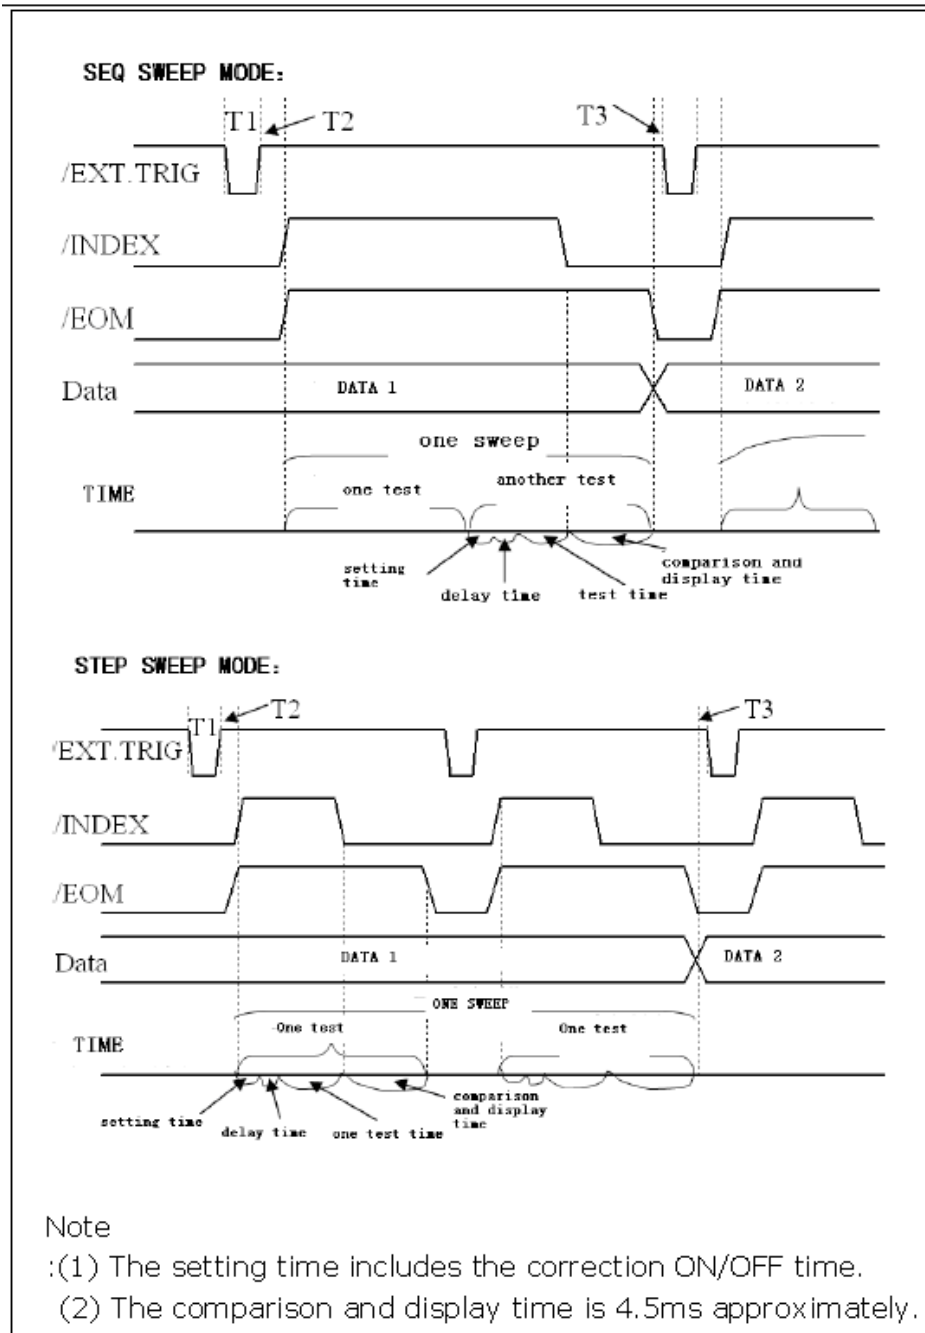 SEQ SWEEP MODE:
T1 T2 T3
/EXT.TRIG
/INDEX
/EOM
Data DATA 1 DATA 2
one sweep
TIME one test another test
setting time
delay time
test time
comparison and display time
STEP SWEEP MODE:
T1 T2 T3
/EXT.TRIG
/INDEX
/EOM
Data DATA 1 DATA 2
ONE SWEEP
TIME One test One test
setting time
delay time
one test time
comparison and display time
Note
:(1) The setting time includes the correction ON/OFF time.
(2) The comparison and display time is 4.5ms approximately.